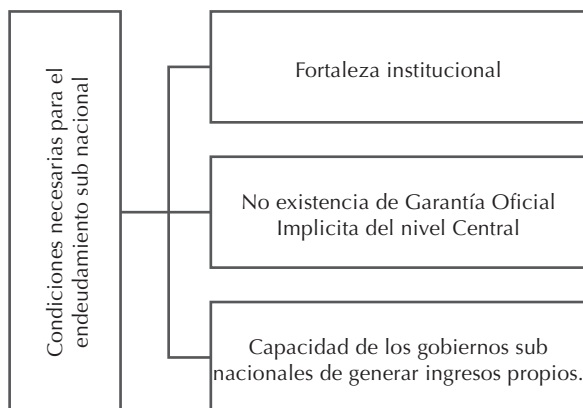 Condiciones necesarias para el
endeudamiento sub nacional
Fortaleza institucional
No existencia de Garantía Oficial
Implicita del nivel Central
Capacidad de los gobiernos sub
nacionales de generar ingresos propios.